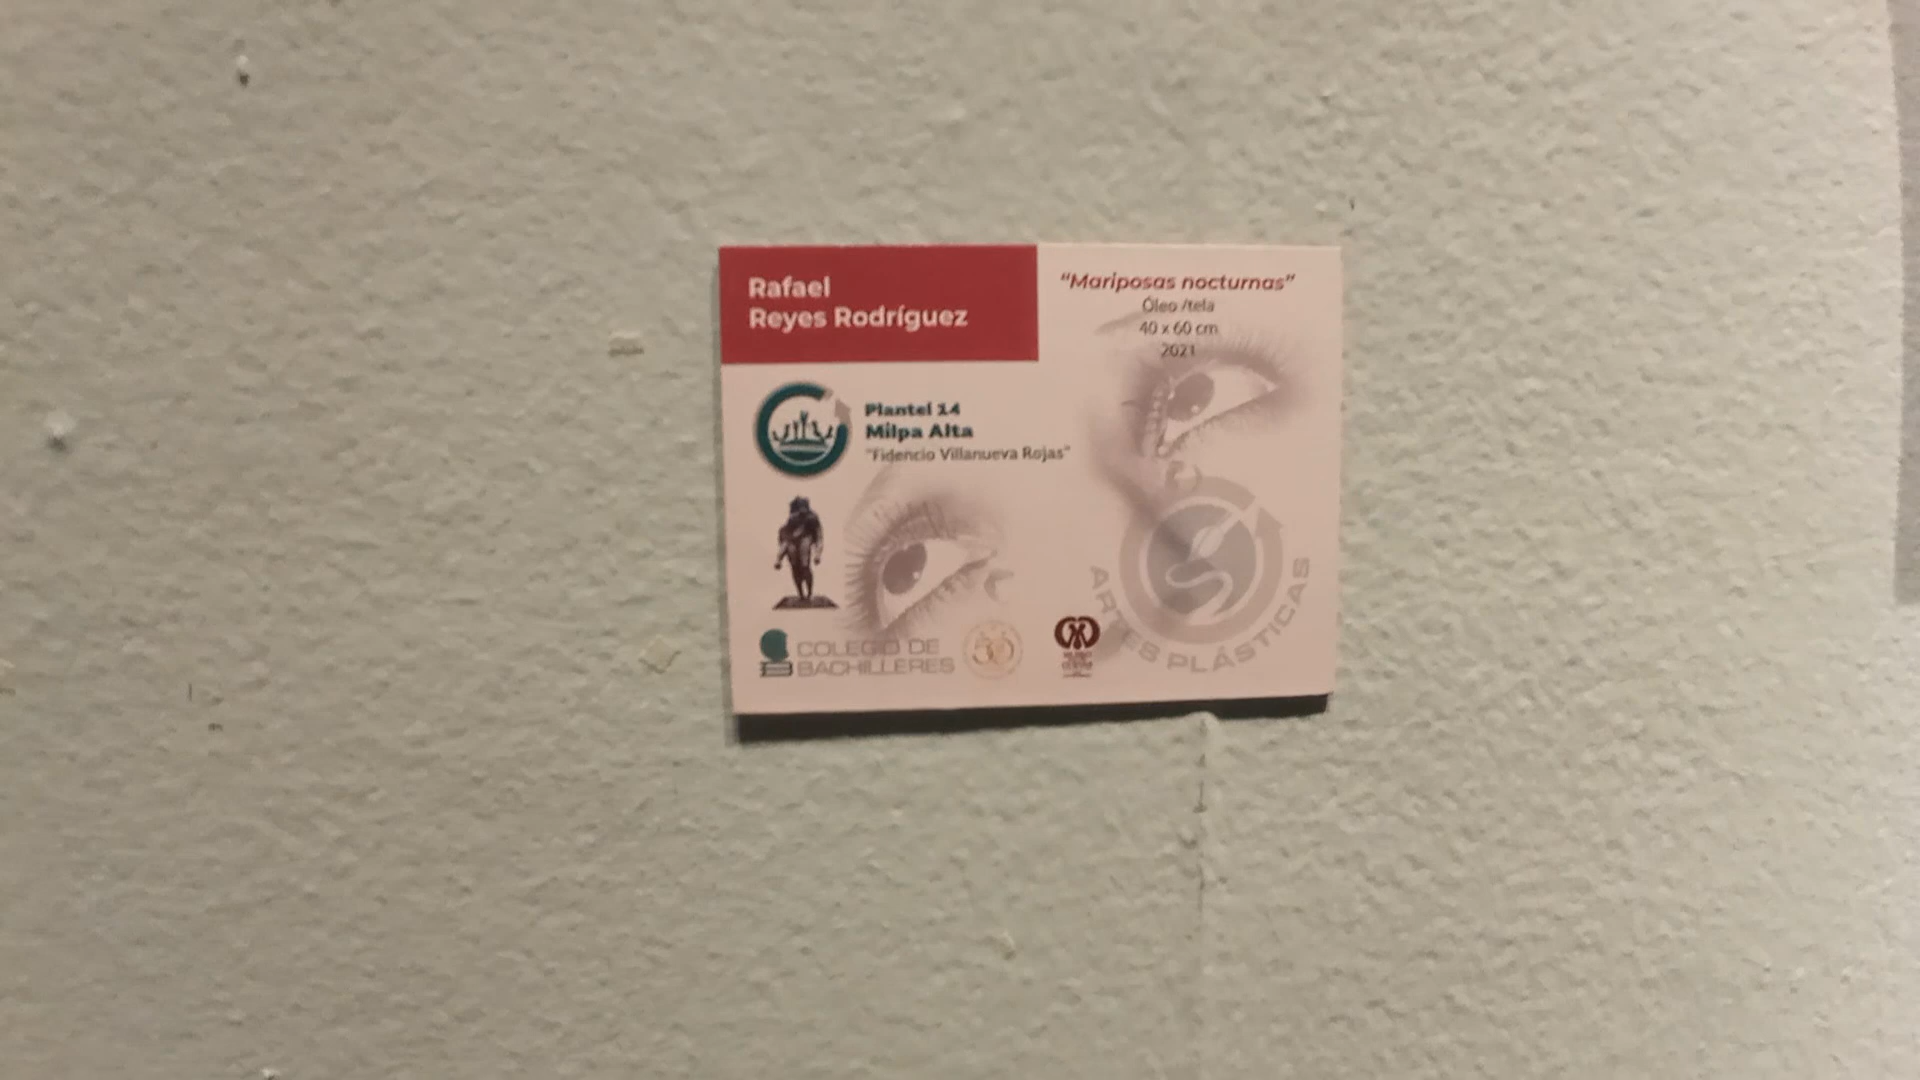 Rafael
Reyes Rodríguez
"Mariposas nocturnas"
Óleo /tela
40 x 60 cm
2021
Plantel 14
Milpa Alta
"Fidencio Villanueva Rojas"
COLEGIO DE
BACHILLERES
ARTES PLÁSTICAS